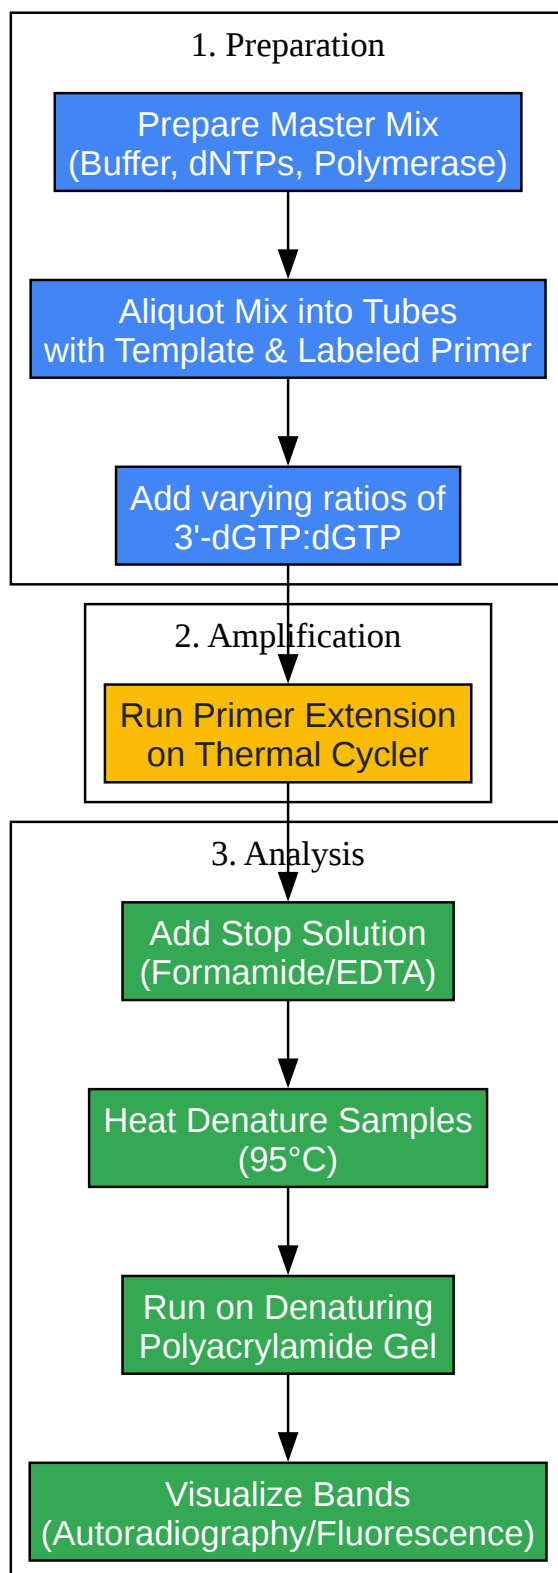 1. Preparation
Prepare Master Mix
(Buffer, dNTPs, Polymerase)
Aliquot Mix into Tubes
with Template & Labeled Primer
Add varying ratios of
3'-dGTP:dGTP
2. Amplification
Run Primer Extension
on Thermal Cycler
3. Analysis
Add Stop Solution
(Formamide/EDTA)
Heat Denature Samples
(95°C)
Run on Denaturing
Polyacrylamide Gel
Visualize Bands
(Autoradiography/Fluorescence)